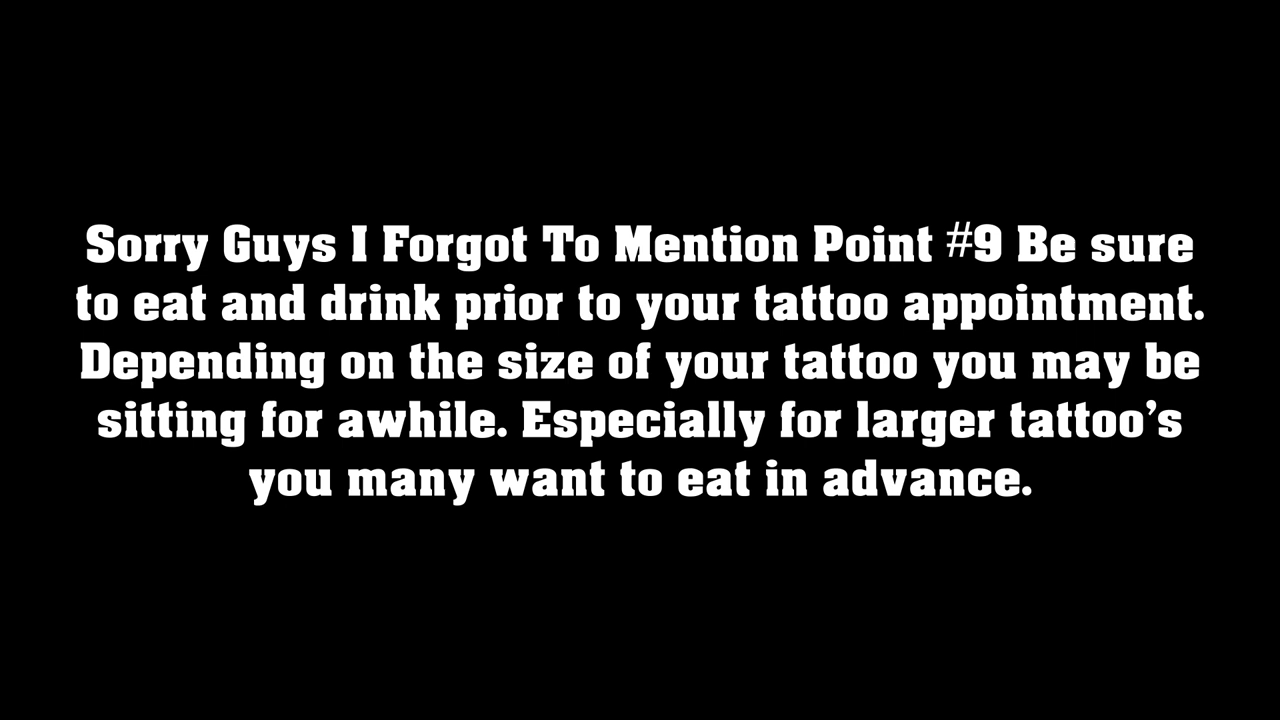 Sorry Guys I Forgot To Mention Point #9 Be sure
to eat and drink prior to your tattoo appointment.
Depending on the size of your tattoo you may be
sitting for awhile. Especially for larger tattoo’s
you many want to eat in advance.